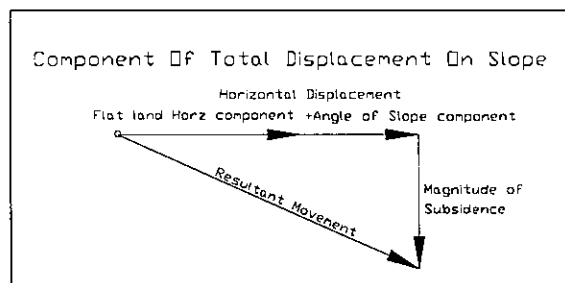 Component Of Total Displacement On Slope
Horizontal Displacement
Flat land Horz component +Angle of Slope component
Resultant Movement
Magnitude of
Subsidence